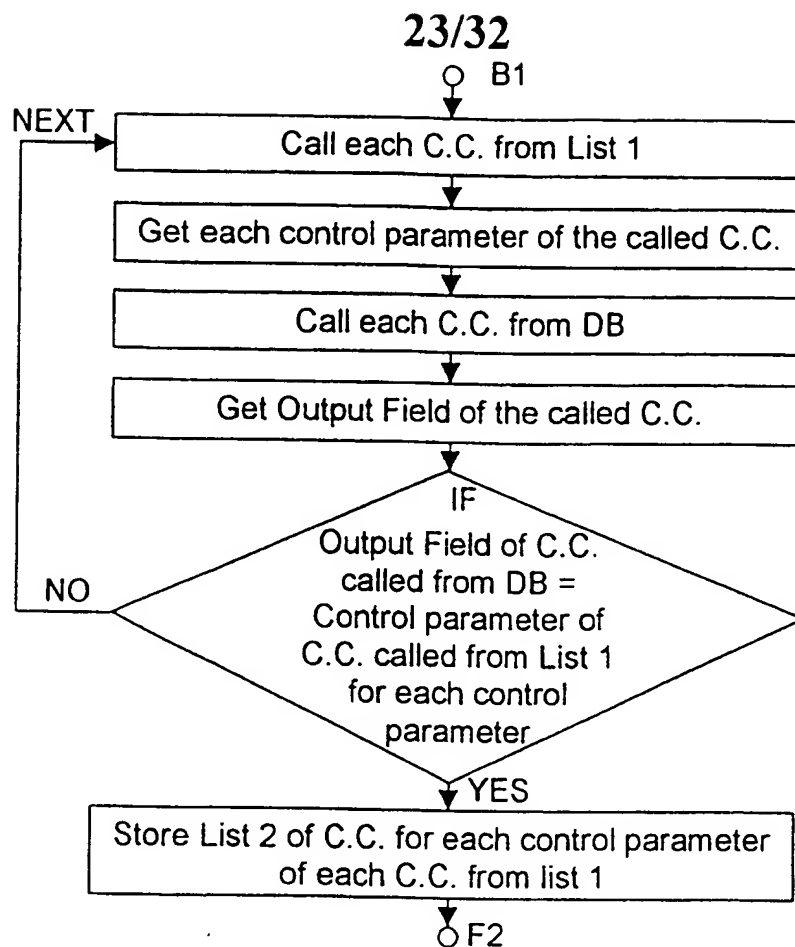 23/32
B1
NEXT
Call each C.C. from List 1
Get each control parameter of the called C.C.
Call each C.C. from DB
Get Output Field of the called C.C.
IF
Output Field of C.C.
called from DB =
Control parameter of
C.C. called from List 1
for each control
parameter
NO
YES
Store List 2 of C.C. for each control parameter
of each C.C. from list 1
F2